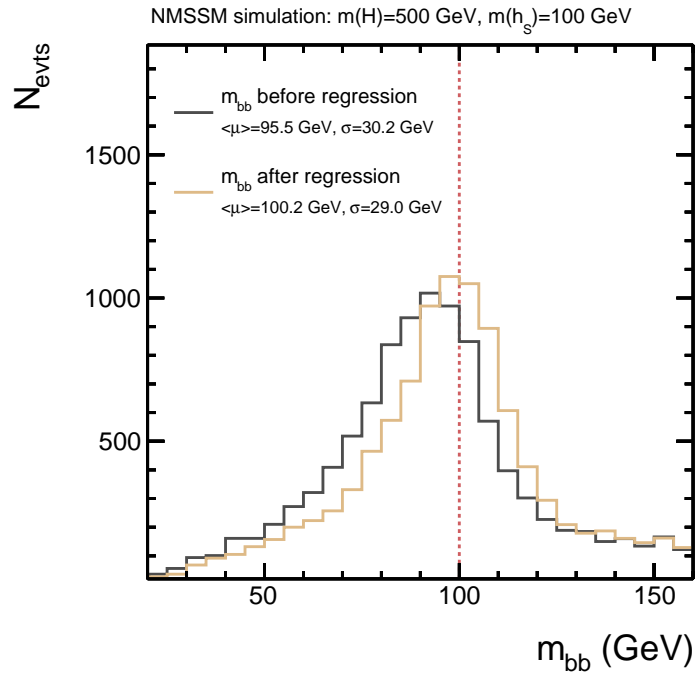 NMSSM simulation: m(H)=500 GeV, m(h_S)=100 GeV
N_evts
m_bb before regression
<μ>=95.5 GeV, σ=30.2 GeV
m_bb after regression
<μ>=100.2 GeV, σ=29.0 GeV
1500
1000
500
50 100 150
m_bb (GeV)